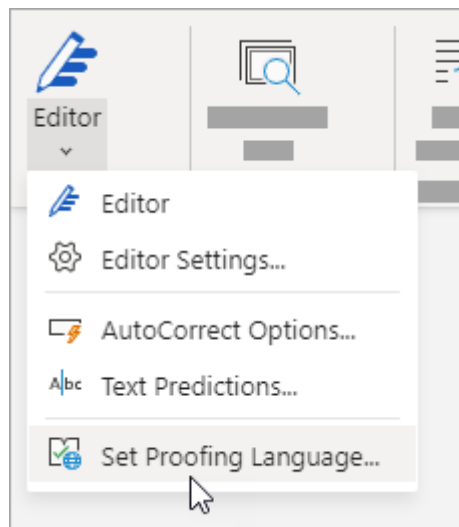 Editor
Editor
Editor Settings...
AutoCorrect Options...
Abc Text Predictions...
Set Proofing Language...